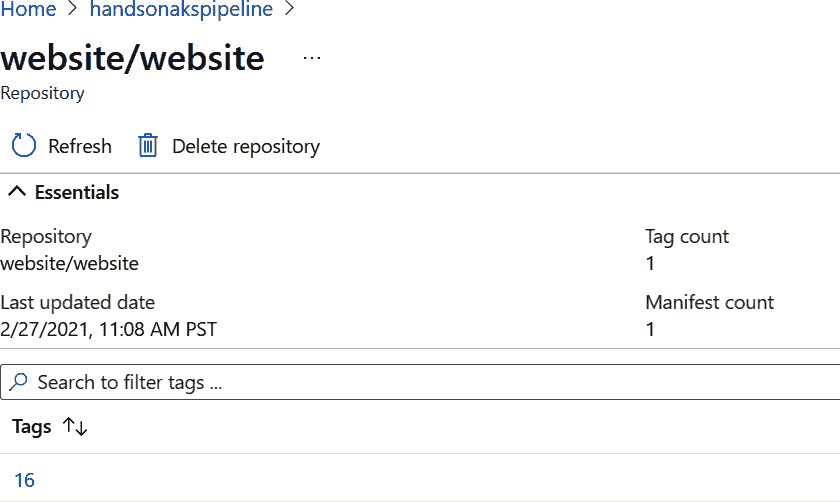 Home > handsonakspipeline >
website/website ...
Repository
Refresh Delete repository
Essentials
Repository Tag count
website/website 1
Last updated date Manifest count
2/27/2021, 11:08 AM PST 1
Search to filter tags ...
Tags
16